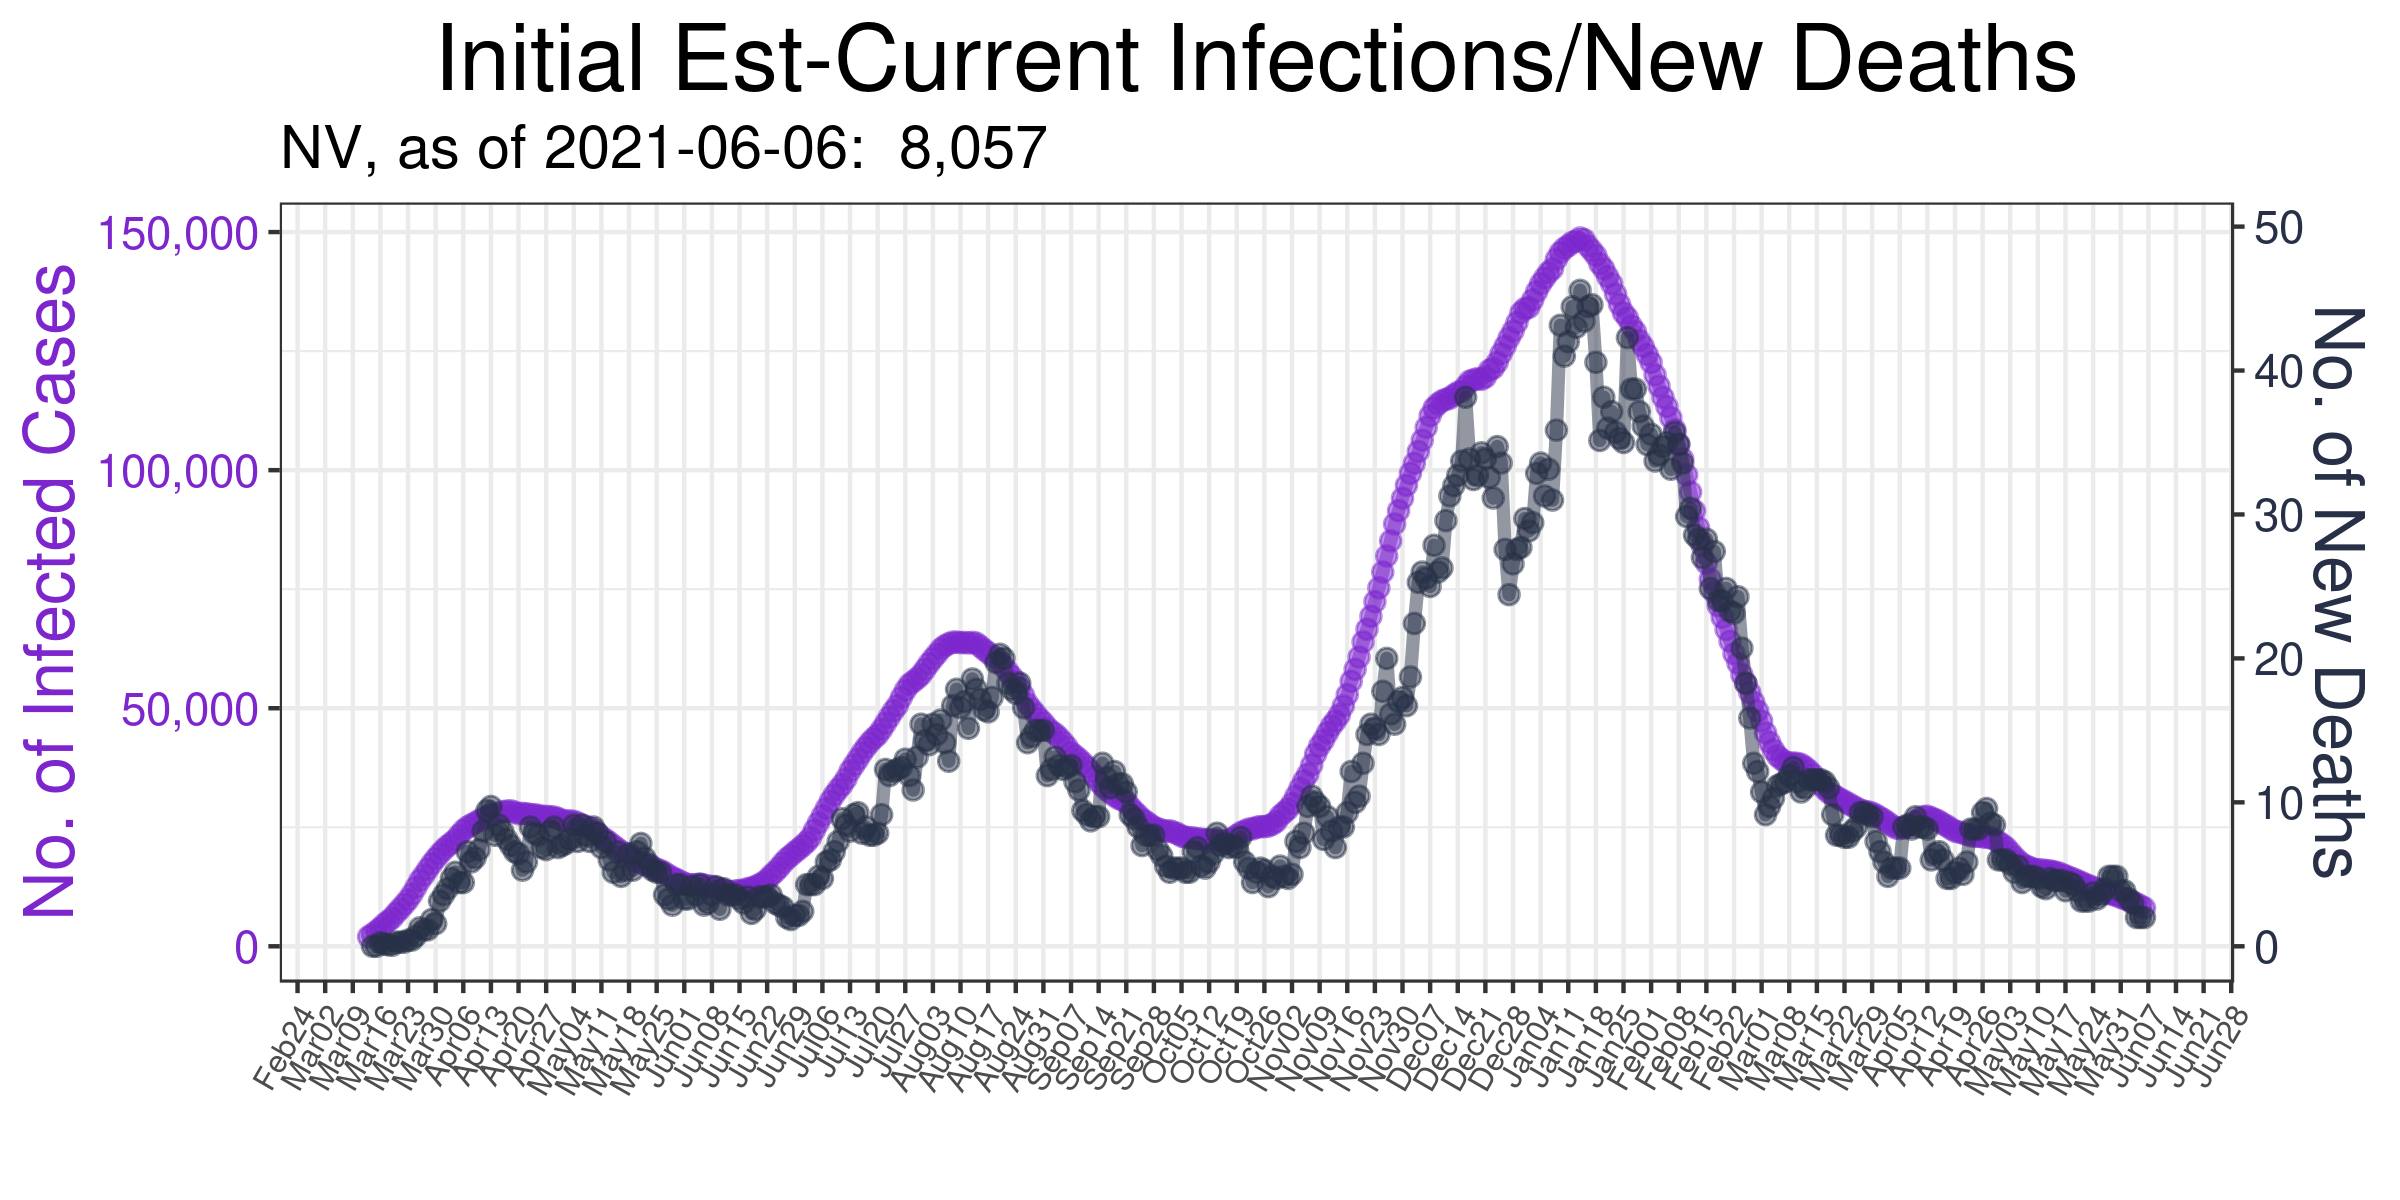 Initial Est-Current Infections/New Deaths
NV, as of 2021-06-06:  8,057
No. of Infected Cases
150,000
100,000
50,000
0
50
40
30
20
10
0
No. of New Deaths
Feb24
Mar02
Mar09
Mar16
Mar23
Mar30
Apr06
Apr13
Apr20
Apr27
May04
May11
May18
May25
Jun01
Jun08
Jun15
Jun22
Jun29
Jul06
Jul13
Jul20
Jul27
Aug03
Aug10
Aug17
Aug24
Aug31
Sep07
Sep14
Sep21
Sep28
Oct05
Oct12
Oct19
Oct26
Nov02
Nov09
Nov16
Nov23
Nov30
Dec07
Dec14
Dec21
Dec28
Jan04
Jan11
Jan18
Jan25
Feb01
Feb08
Feb15
Feb22
Mar01
Mar08
Mar15
Mar22
Mar29
Apr05
Apr12
Apr19
Apr26
May03
May10
May17
May24
May31
Jun07
Jun14
Jun21
Jun28